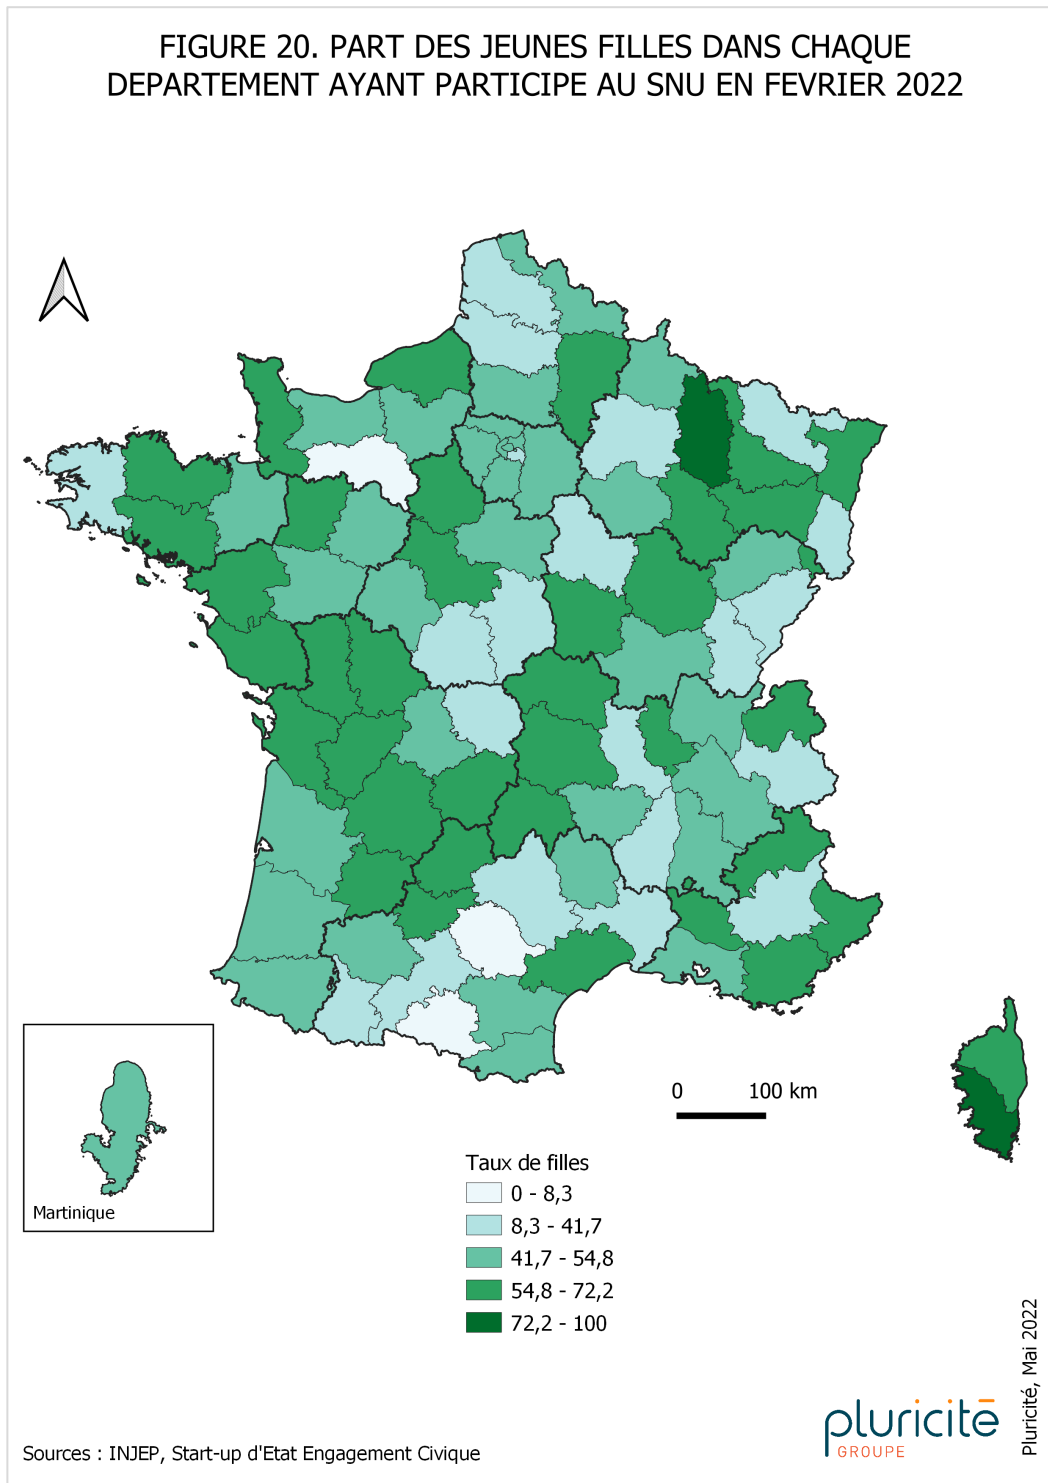 FIGURE 20. PART DES JEUNES FILLES DANS CHAQUE
DEPARTEMENT AYANT PARTICIPE AU SNU EN FEVRIER 2022
0 100 km
Martinique
Taux de filles
0 - 8,3
8,3 - 41,7
41,7 - 54,8
54,8 - 72,2
72,2 - 100
Pluricité, Mai 2022
pluricité
GROUPE
Sources : INJEP, Start-up d'Etat Engagement Civique